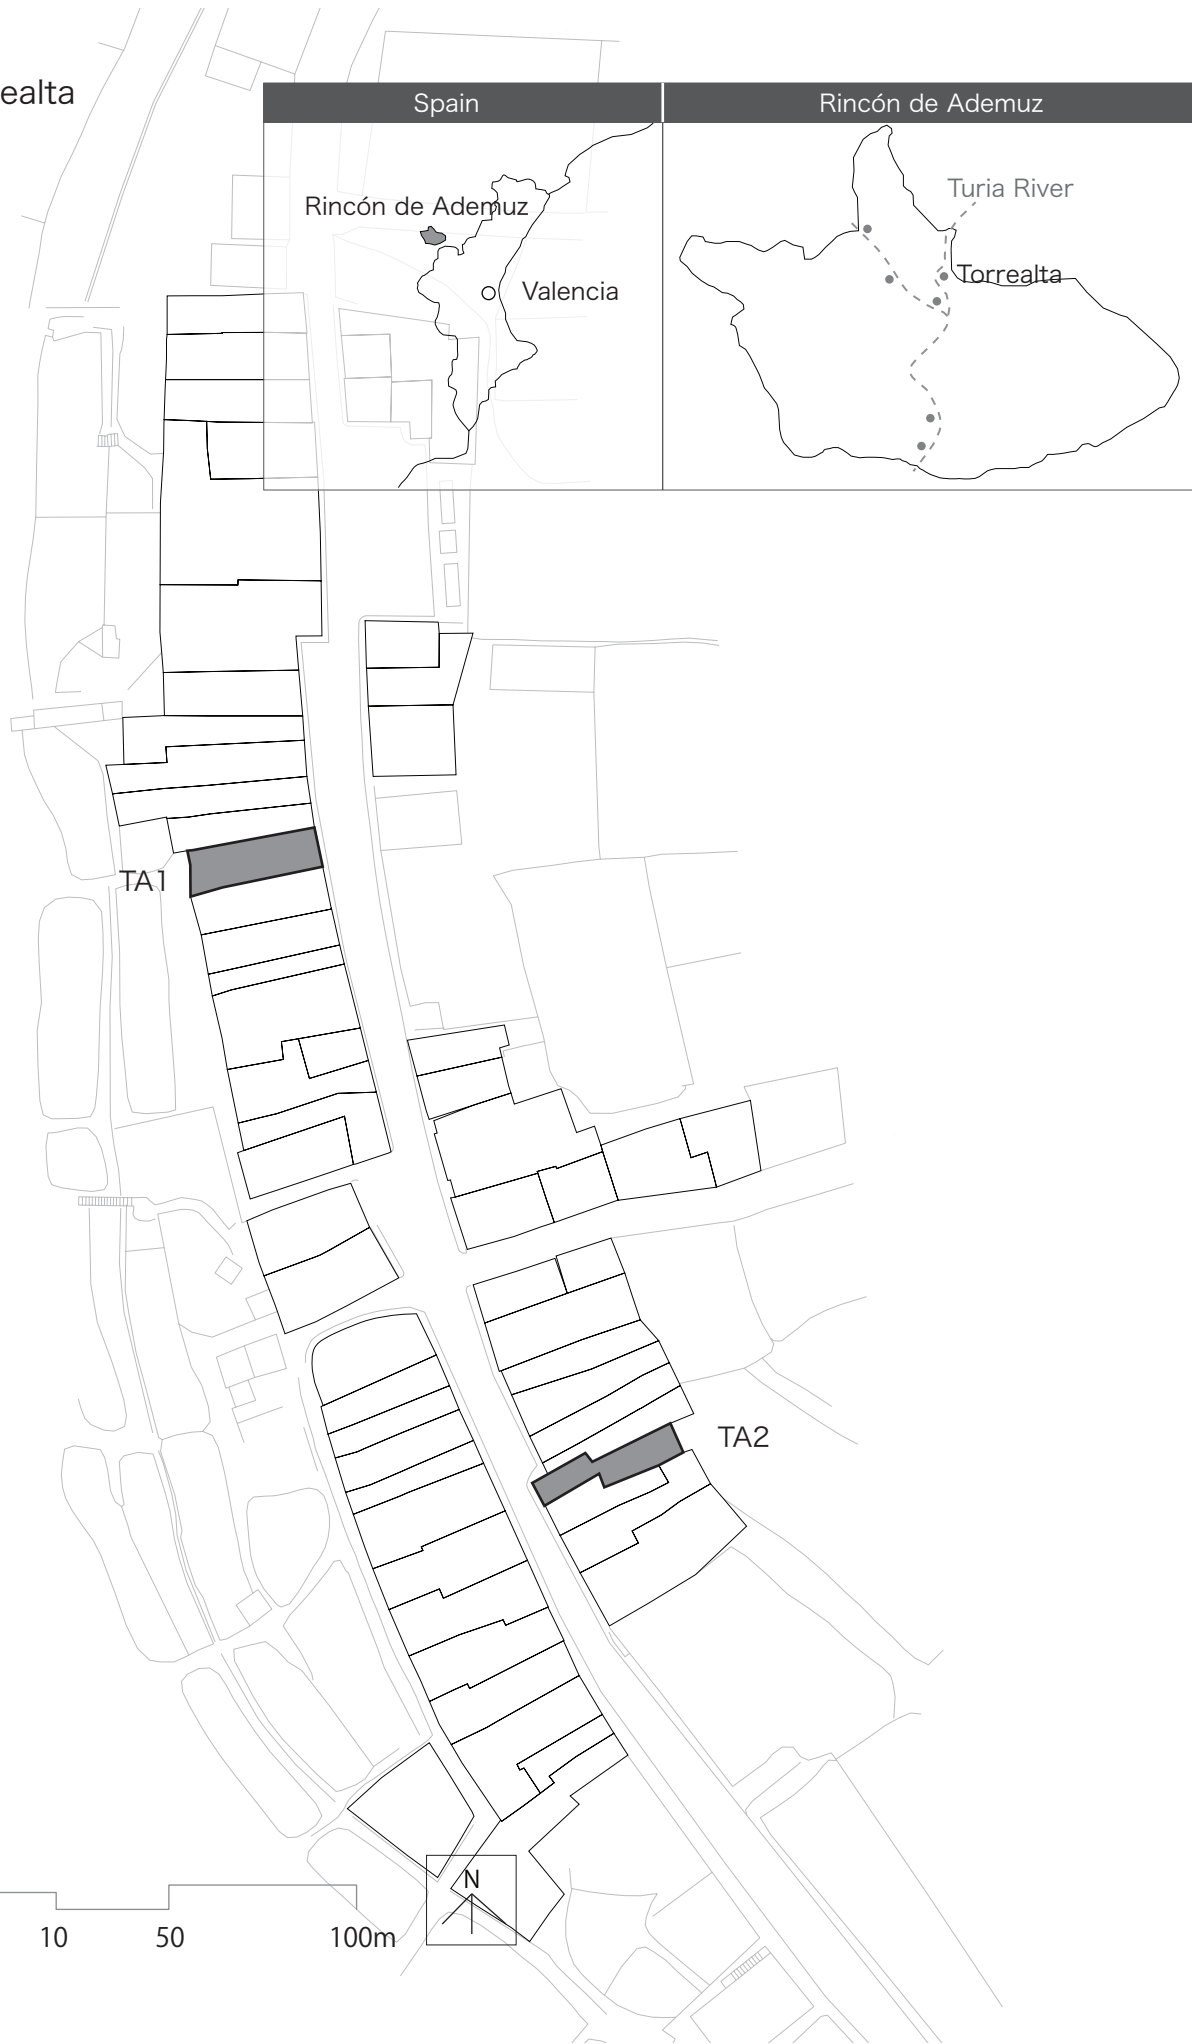 ealta
Spain
Rincón de Ademuz
Rincón de Ademuz
Valencia
Turia River
Torrealta
TA1
TA2
N
10 50 100m